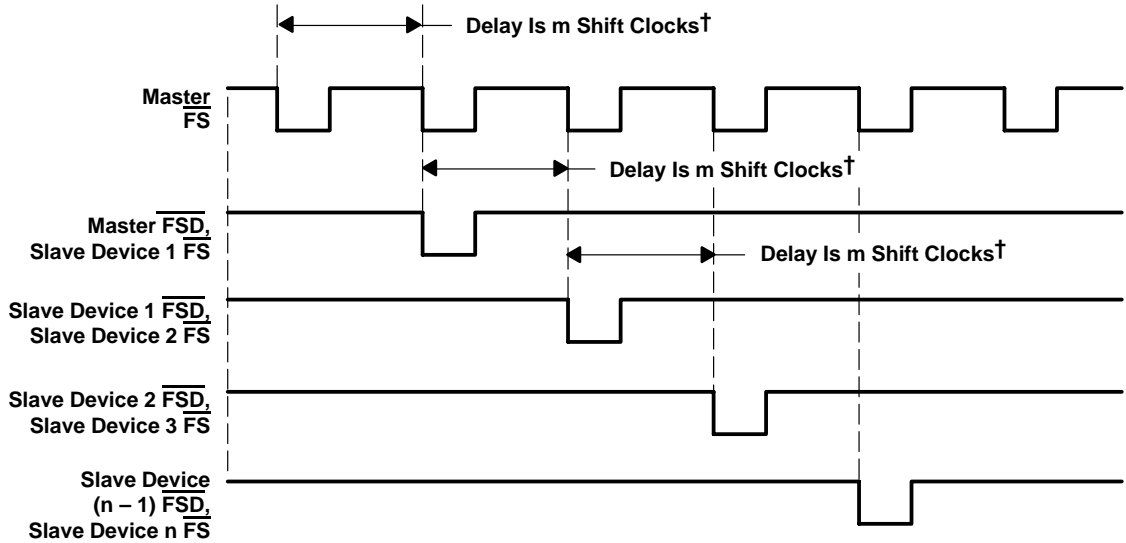 Delay Is m Shift Clocks†
Master
FS
Delay Is m Shift Clocks†
Master FSD,
Slave Device 1 FS
Delay Is m Shift Clocks†
Slave Device 1 FSD,
Slave Device 2 FS
Slave Device 2 FSD,
Slave Device 3 FS
Slave Device
(n – 1) FSD,
Slave Device n FS